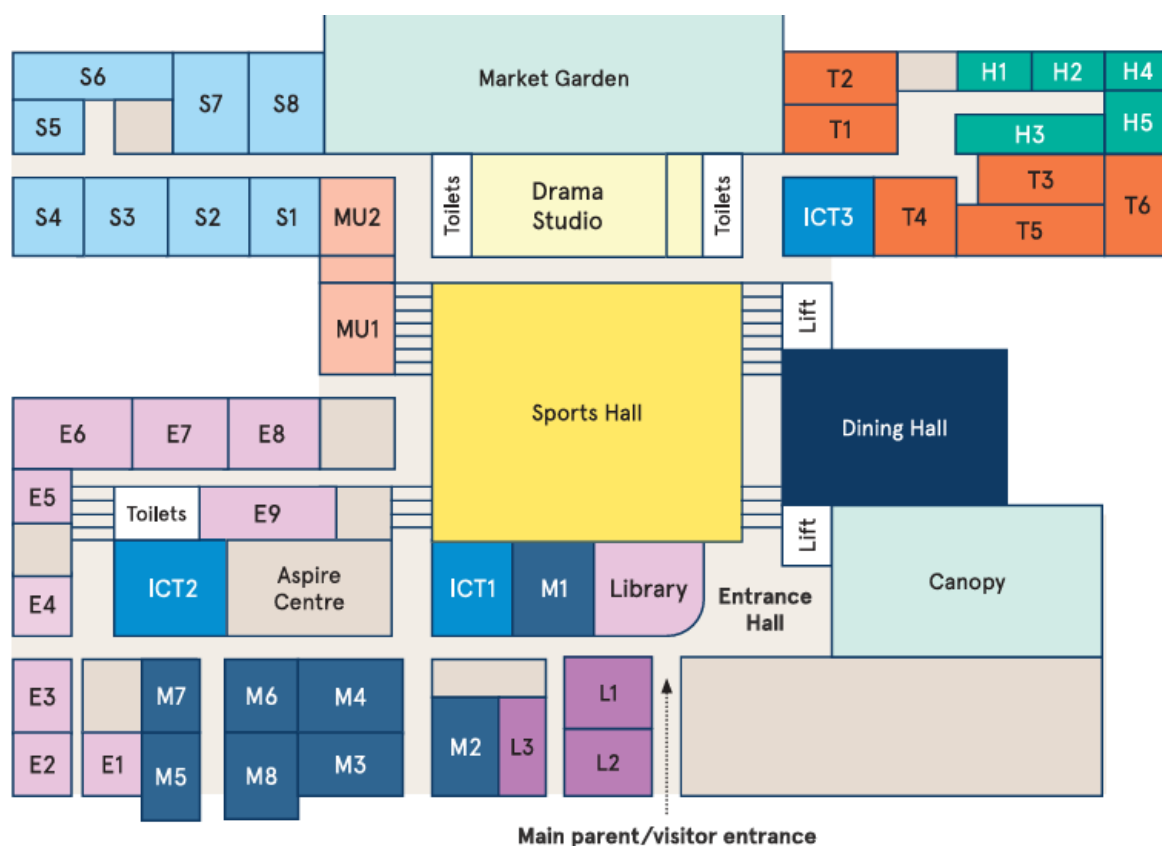 Market Garden
S6
S7
S8
S5
T2
T1
H1
H2
H4
H5
H3
T3
T6
S4
S3
S2
S1
MU2
Toilets
Drama
Studio
Toilets
ICT3
T4
T5
MU1
Lift
Sports Hall
Dining Hall
E6
E7
E8
E5
Toilets
E9
Lift
ICT2
Aspire
Centre
ICT1
M1
Library
Entrance
Hall
Canopy
E4
E3
M7
M6
M4
L1
E2
E1
M5
M8
M3
M2
L3
L2
Main parent/visitor entrance